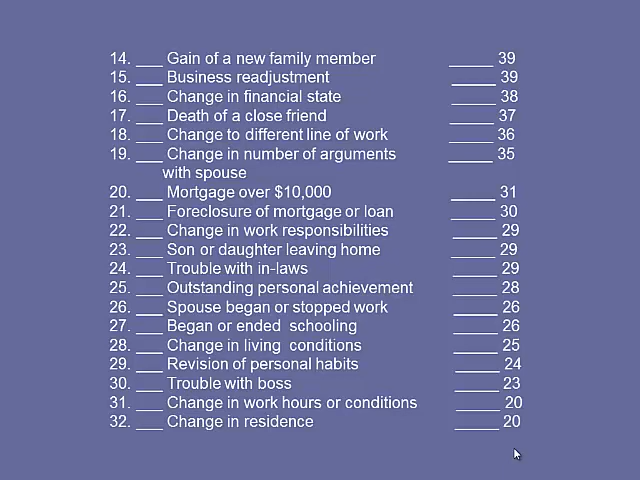 14. ___ Gain of a new family member _____ 39
15. ___ Business readjustment _____ 39
16. ___ Change in financial state _____ 38
17. ___ Death of a close friend _____ 37
18. ___ Change to different line of work _____ 36
19. ___ Change in number of arguments _____ 35
with spouse
20. ___ Mortgage over $10,000 _____ 31
21. ___ Foreclosure of mortgage or loan _____ 30
22. ___ Change in work responsibilities _____ 29
23. ___ Son or daughter leaving home _____ 29
24. ___ Trouble with in-laws _____ 29
25. ___ Outstanding personal achievement _____ 28
26. ___ Spouse began or stopped work _____ 26
27. ___ Began or ended schooling _____ 26
28. ___ Change in living conditions _____ 25
29. ___ Revision of personal habits _____ 24
30. ___ Trouble with boss _____ 23
31. ___ Change in work hours or conditions _____ 20
32. ___ Change in residence _____ 20